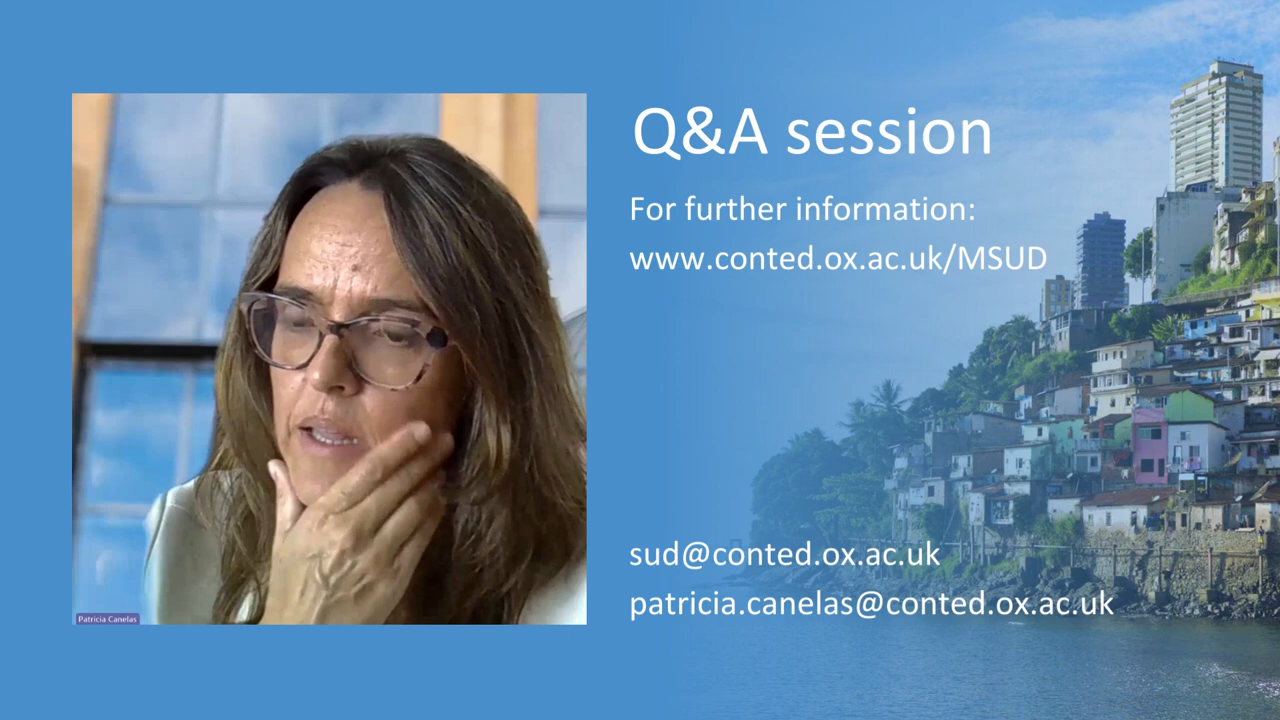 Q&A session
For further information:
www.conted.ox.ac.uk/MSUD
sud@conted.ox.ac.uk
patricia.canelas@conted.ox.ac.uk
Patricia Canelas